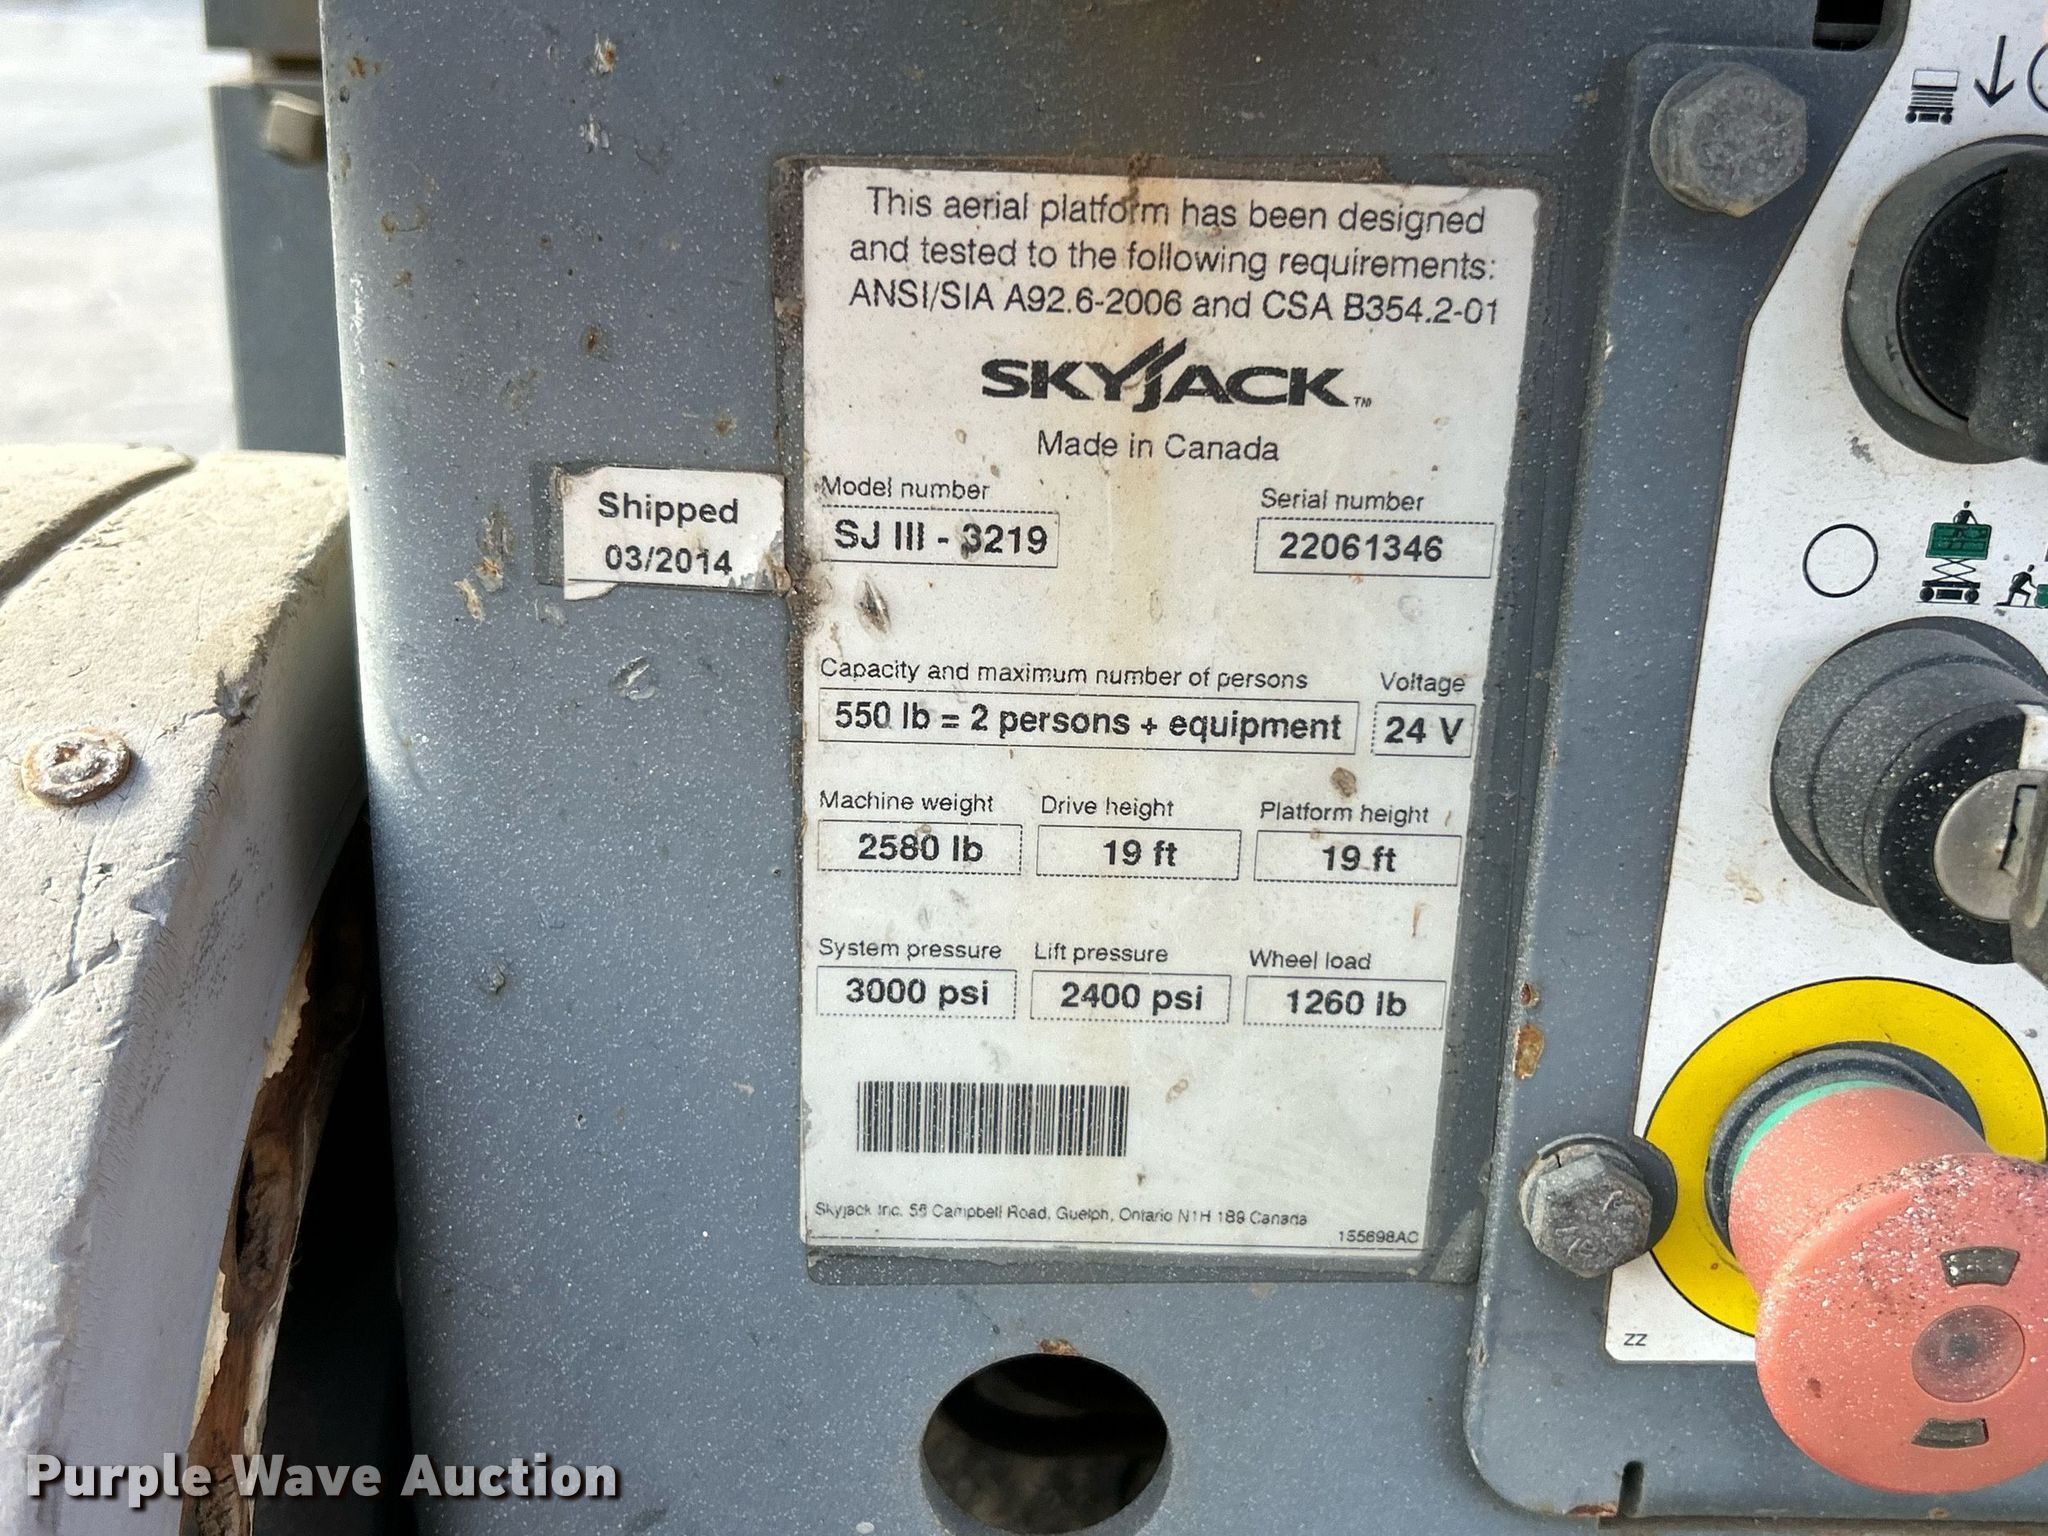 This aerial platform has been designed
and tested to the following requirements:
ANSI/SIA A92.6-2006 and CSA B354.2-01
SKYJACK™
Made in Canada
Shipped
03/2014
Model number
SJ III - 3219
Serial number
22061346
Capacity and maximum number of persons
550 lb = 2 persons + equipment
Voltage
24 V
Machine weight
2580 lb
Drive height
19 ft
Platform height
19 ft
System pressure
3000 psi
Lift pressure
2400 psi
Wheel load
1260 lb
Skyjack Inc. 55 Campbell Road, Guelph, Ontario N1H 1B9 Canada
155698AC
ZZ
Purple Wave Auction